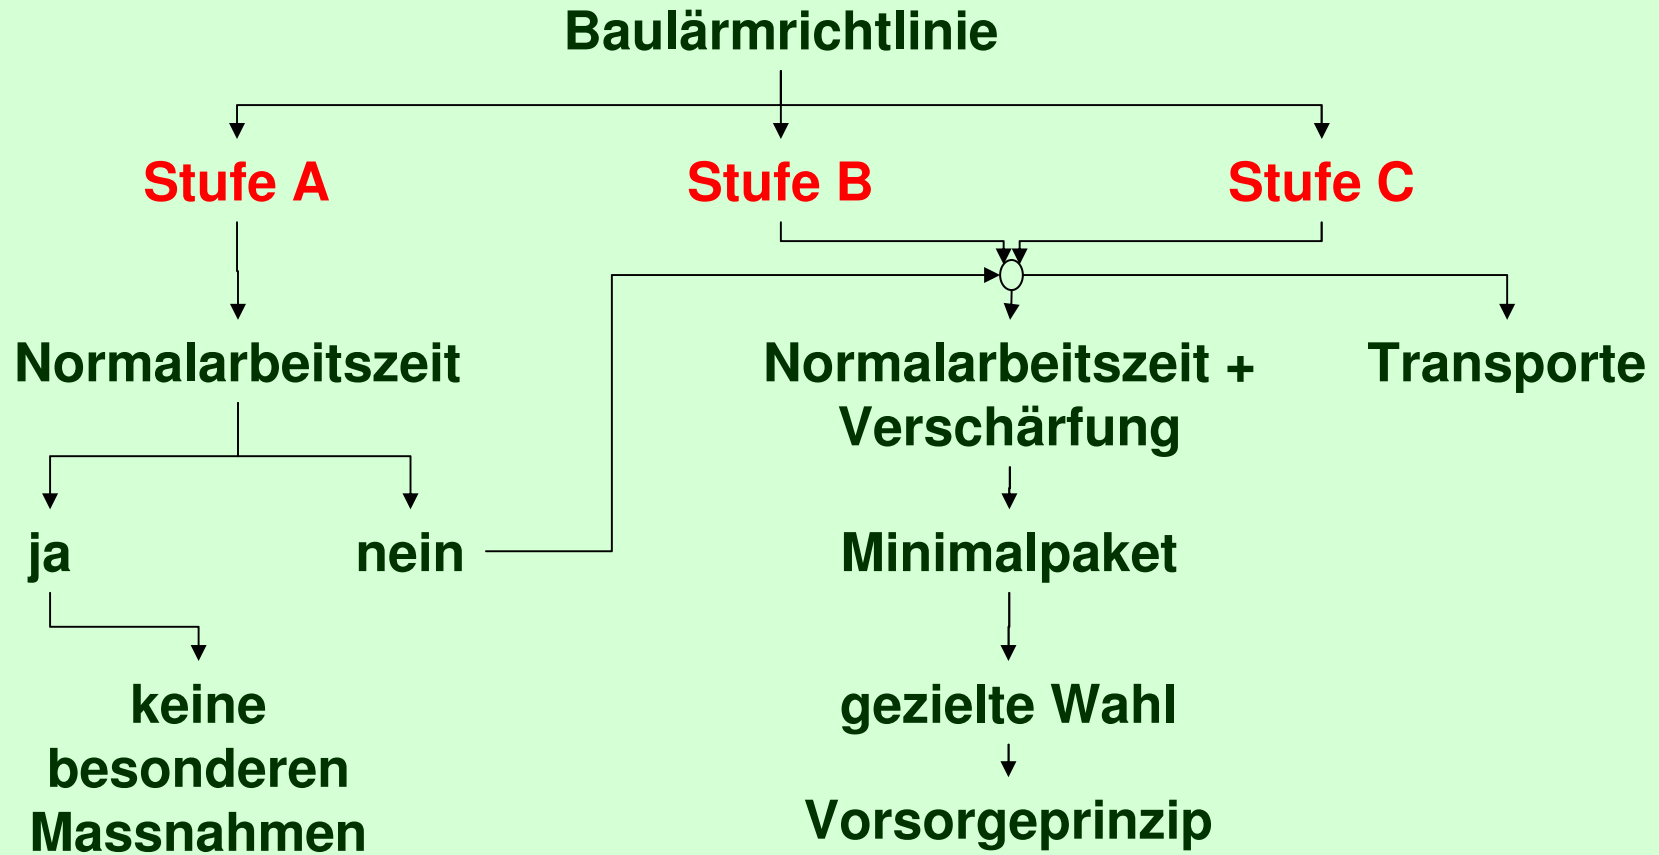 Baulärmrichtlinie
Stufe A
Stufe B
Stufe C
Normalarbeitszeit
Normalarbeitszeit +
Verschärfung
Transporte
ja
nein
Minimalpaket
keine
besonderen
Massnahmen
gezielte Wahl
Vorsorgeprinzip